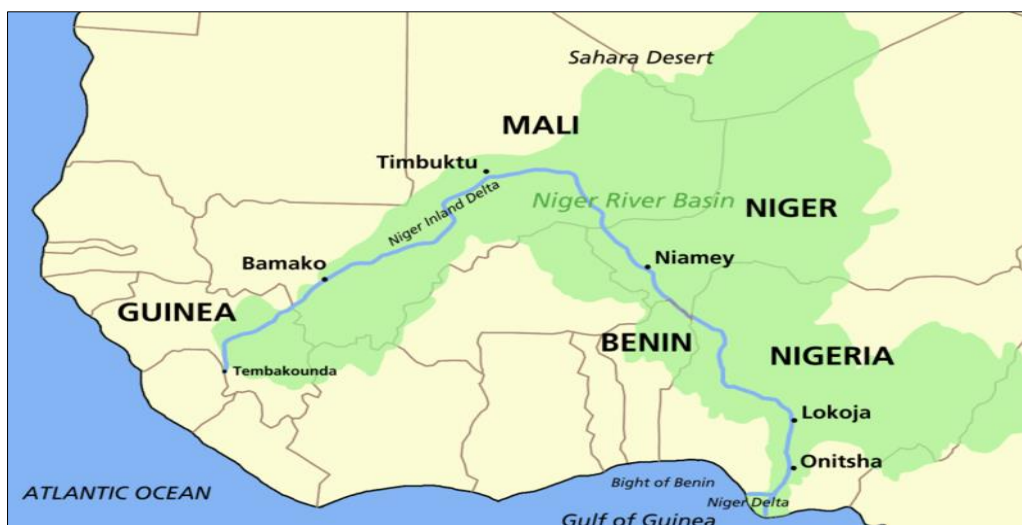 Sahara Desert
MALI
Timbuktu
Niger Inland Delta
Niger River Basin
NIGER
Bamako
Niamey
GUINEA
BENIN
NIGERIA
Tembakounda
Lokoja
Onitsha
Bight of Benin
ATLANTIC OCEAN
Niger Delta
Gulf of Guinea